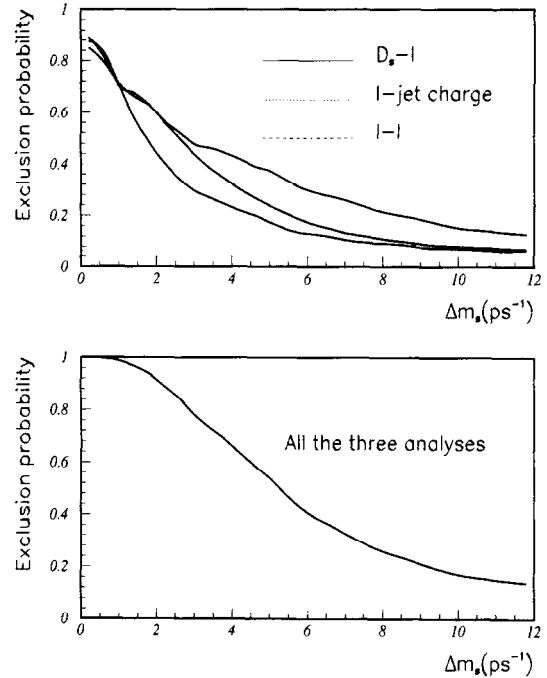 Exclusion probability
1
0.8
0.6
0.4
0.2
0
Dₛ-l
l-jet charge
l-l
0 2 4 6 8 10 12
Δmₛ(ps⁻¹)
Exclusion probability
1
0.8
0.6
0.4
0.2
0
All the three analyses
0 2 4 6 8 10 12
Δmₛ(ps⁻¹)